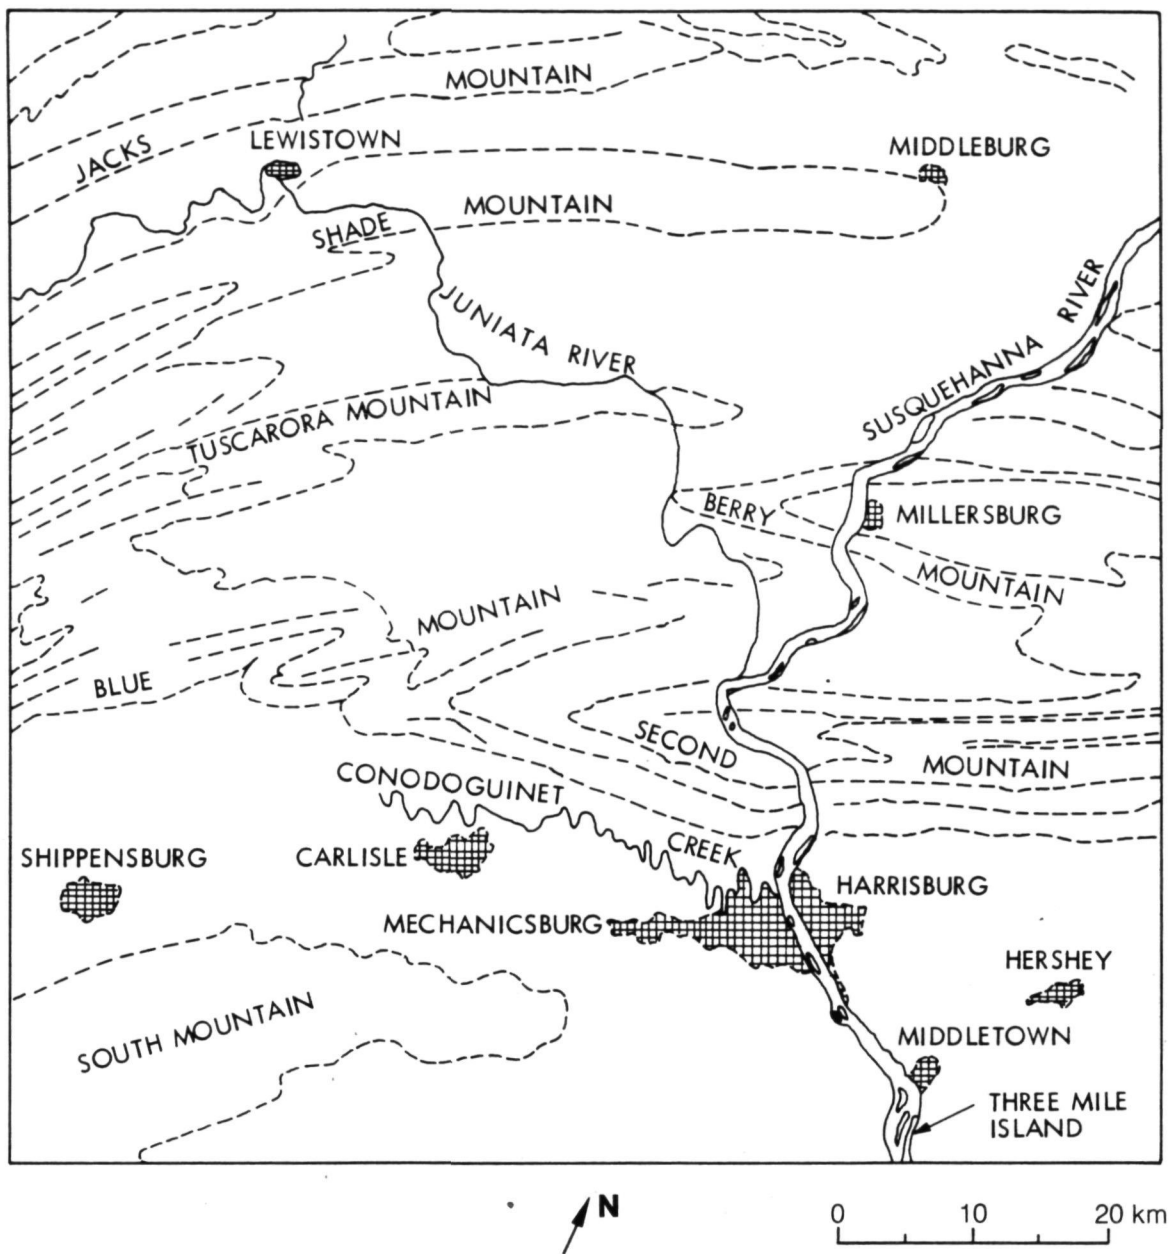 MOUNTAIN
JACKS
LEWISTOWN
MIDDLEBURG
MOUNTAIN
SHADE
JUNIATA RIVER
SUSQUEHANNA RIVER
TUSCARORA MOUNTAIN
BERRY
MILLERSBURG
MOUNTAIN
MOUNTAIN
BLUE
SECOND
MOUNTAIN
CONODOGUINET
CREEK
SHIPPENSBURG
CARLISLE
HARRISBURG
MECHANICSBURG
HERSHEY
SOUTH MOUNTAIN
MIDDLETOWN
THREE MILE
ISLAND
N
0 10 20 km